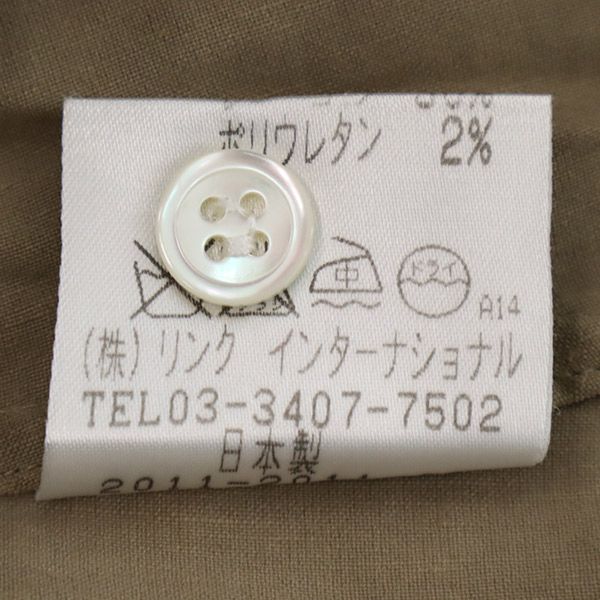 ポリウレタン 2%
中 ドライ
A14
(株)リンク インターナショナル
TEL03-3407-7502
日本製